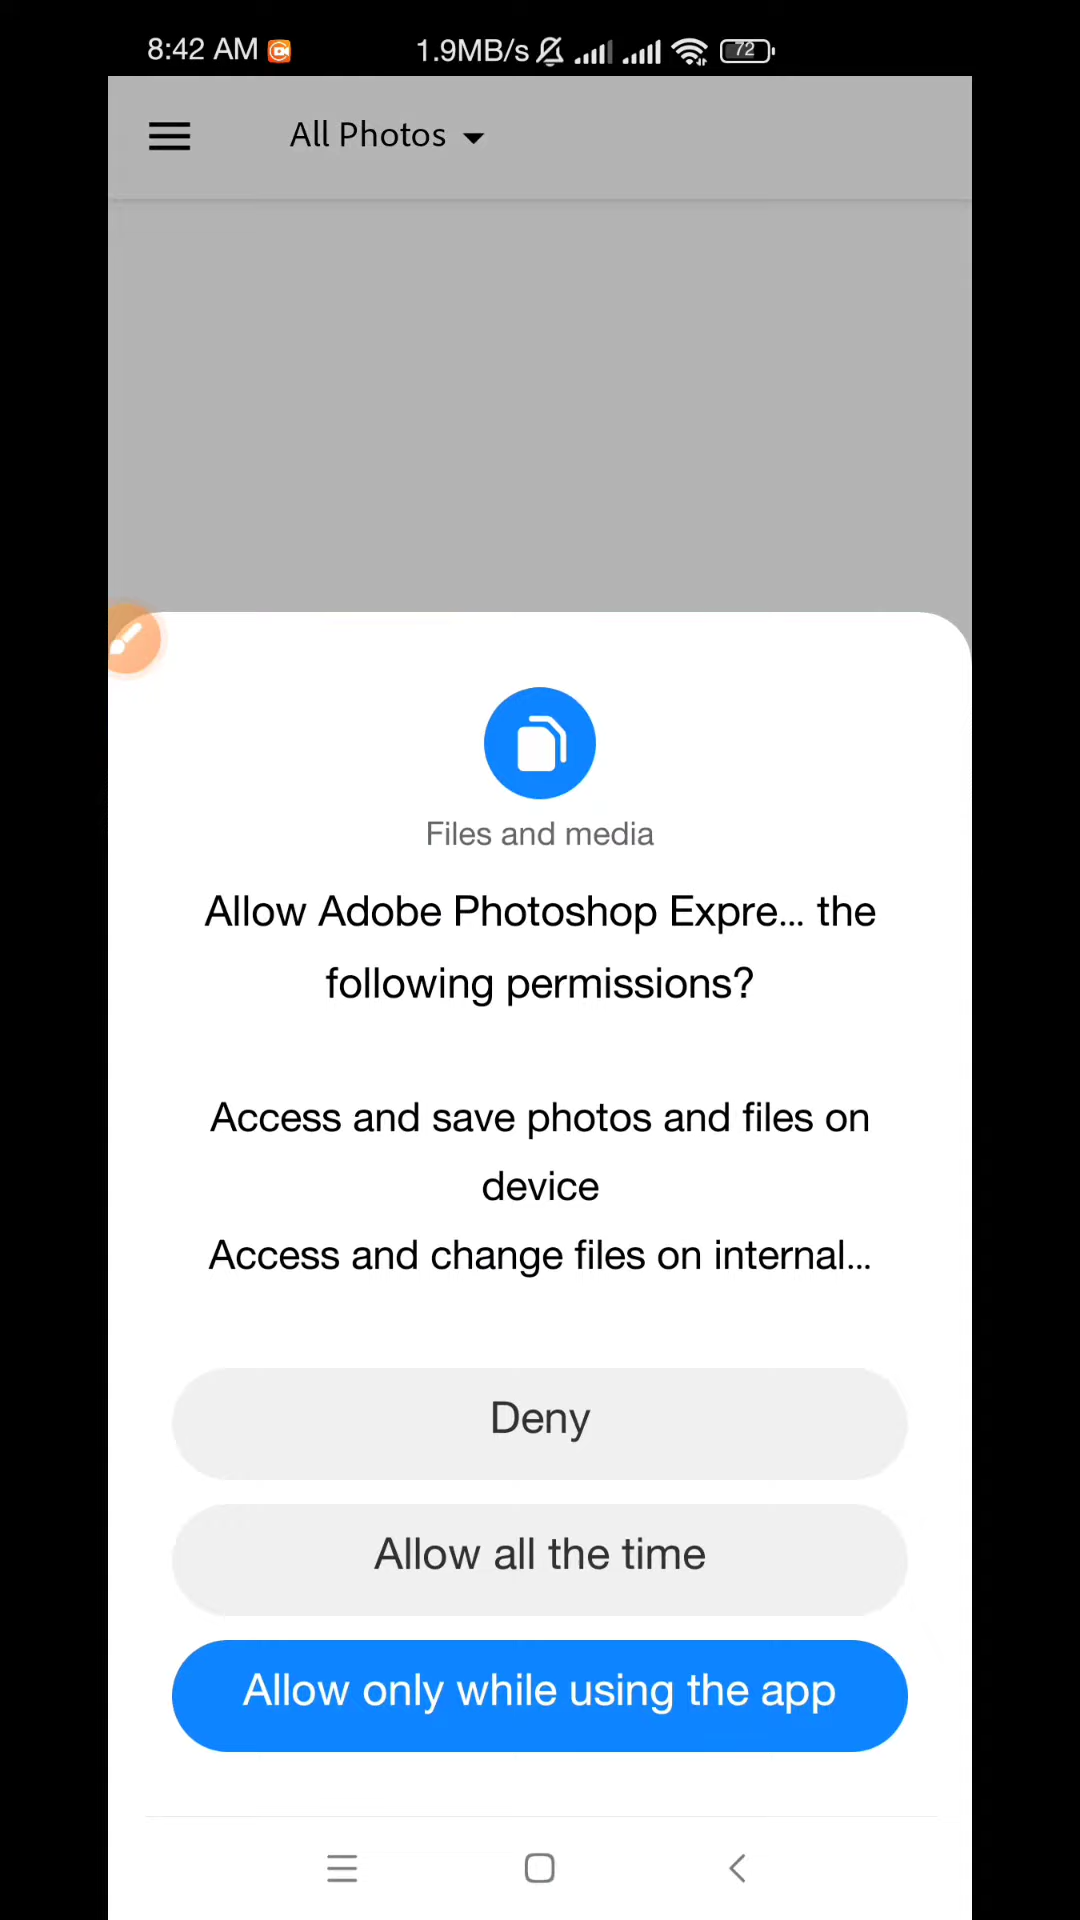 8:42 AM 1.9MB/s 72
All Photos
Files and media
Allow Adobe Photoshop Expre... the
following permissions?
Access and save photos and files on
device
Access and change files on internal...
Deny
Allow all the time
Allow only while using the app